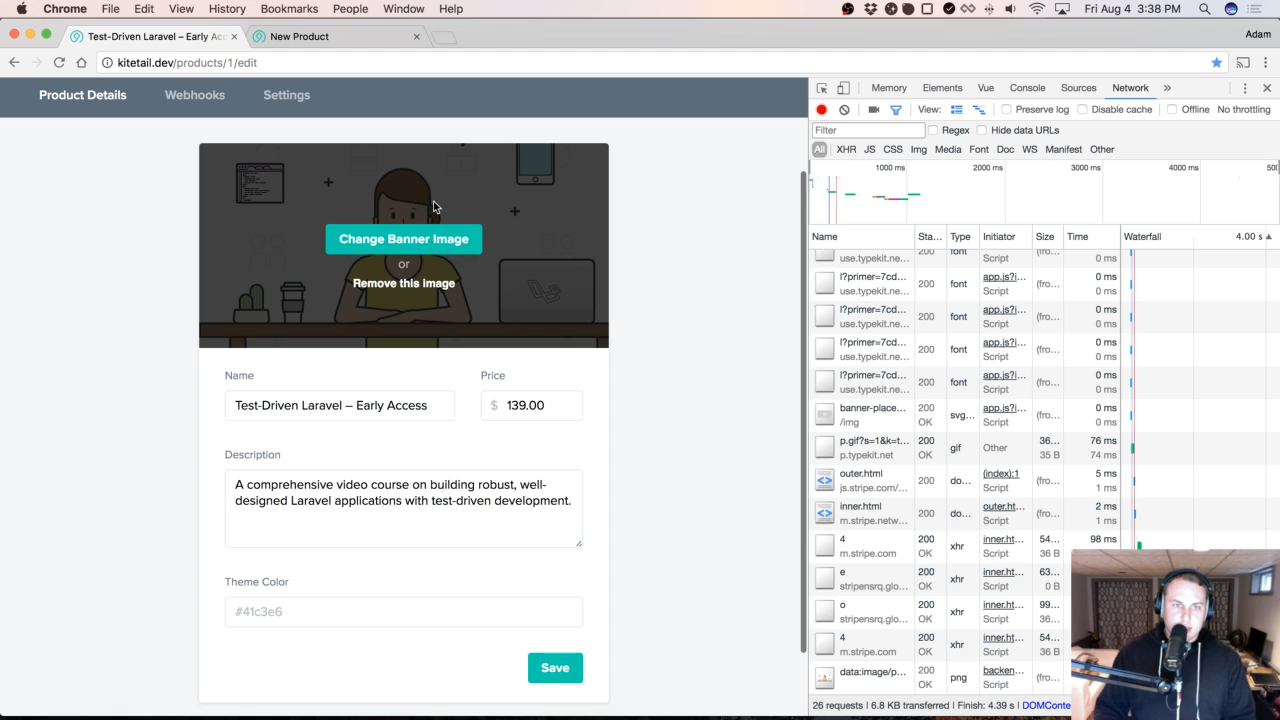 Chrome File Edit View History Bookmarks People Window Help Fri Aug 4 3:38 PM
Test-Driven Laravel – Early Acc New Product Adam
kitetail.dev/products/1/edit
Product Details Webhooks Settings
Change Banner Image
or
Remove this image
Name Price
Test-Driven Laravel – Early Access $ 139.00
Description
A comprehensive video course on building robust, well-
designed Laravel applications with test-driven development.
Theme Color
#41c3e6
Save
Memory Elements Console Vue Sources Network »
View: Preserve log Disable cache Offline No throttling
Filter Regex Hide data URLs
All XHR JS CSS Img Media Font Doc WS Manifest Other
1000 ms 2000 ms 3000 ms 4000 ms 50
Name Sta... Type Initiator Size Time Waterfall 4.00 s ▲
200 font (fro...
use.typekit.ne... Script 0 ms
l?primer=7cd... 200 font app.js?i... (fro... 0 ms
use.typekit.ne... Script 0 ms
l?primer=7cd... 200 font app.js?i... (fro... 0 ms
use.typekit.ne... Script 0 ms
l?primer=7cd... 200 font app.js?i... (fro... 0 ms
use.typekit.ne... Script 0 ms
l?primer=7cd... 200 font app.js?i... (fro... 0 ms
use.typekit.ne... Script 0 ms
banner-place... 200 svg... app.js?i... (fro... 0 ms
/img OK Script 0 ms
p.gif?s=1&k=t... 200 gif Other 36... 76 ms
p.typekit.net OK 35 B 74 ms
outer.html 200 do... (index):1 (fro... 5 ms
js.stripe.com/... OK Script 1 ms
inner.html 200 do... outer.ht... (fro... 2 ms
m.stripe.netw... OK Script 1 ms
4 200 xhr inner.ht... 54... 98 ms
m.stripe.com OK Script 36 B
e 200 xhr inner.ht... 63...
stripensrq.glo... OK Script 0 B
o 200 xhr inner.ht... 99...
stripensrq.glo... OK Script 36...
4 200 xhr inner.ht... 54...
m.stripe.com OK Script 36 B
data:image/p... 200 png backen... (fro...
OK Script
26 requests | 6.8 KB transferred | Finish: 4.39 s | DOMConte